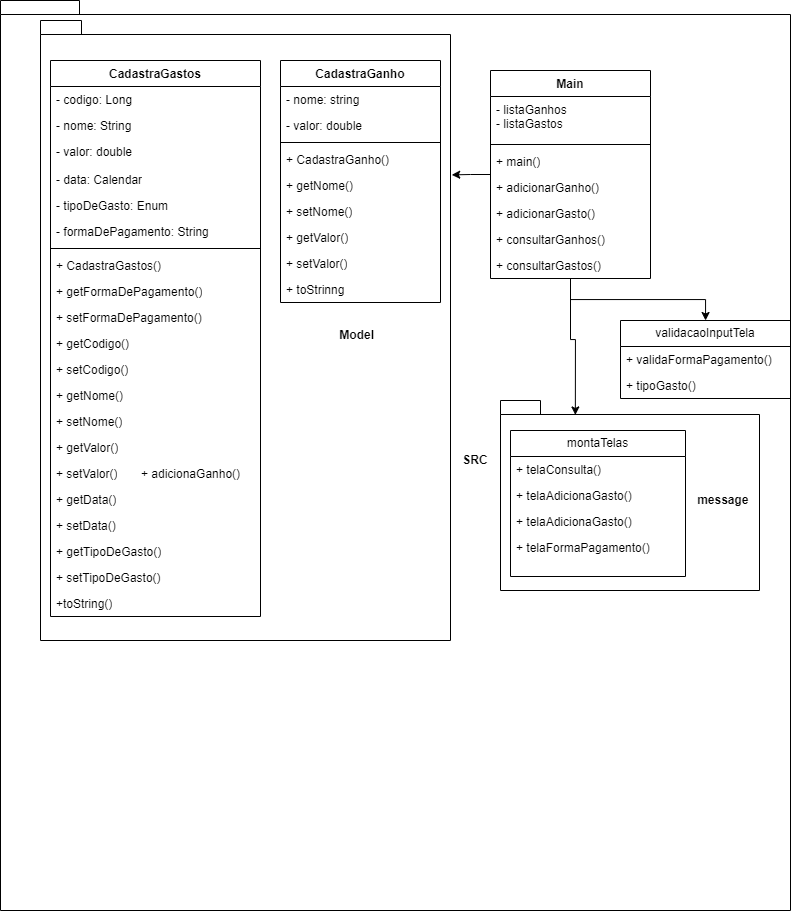 CadastraGastos
- codigo: Long
- nome: String
- valor: double
- data: Calendar
- tipoDeGasto: Enum
- formaDePagamento: String
+ CadastraGastos()
+ getFormaDePagamento()
+ setFormaDePagamento()
+ getCodigo()
+ setCodigo()
+ getNome()
+ setNome()
+ getValor()
+ setValor() + adicionaGanho()
+ getData()
+ setData()
+ getTipoDeGasto()
+ setTipoDeGasto()
+toString()
CadastraGanho
- nome: string
- valor: double
+ CadastraGanho()
+ getNome()
+ setNome()
+ getValor()
+ setValor()
+ toStrinng
Model
Main
- listaGanhos
- listaGastos
+ main()
+ adicionarGanho()
+ adicionarGasto()
+ consultarGanhos()
+ consultarGastos()
validacaoInputTela
+ validaFormaPagamento()
+ tipoGasto()
SRC
montaTelas
+ telaConsulta()
+ telaAdicionaGasto()
+ telaAdicionaGasto()
+ telaFormaPagamento()
message